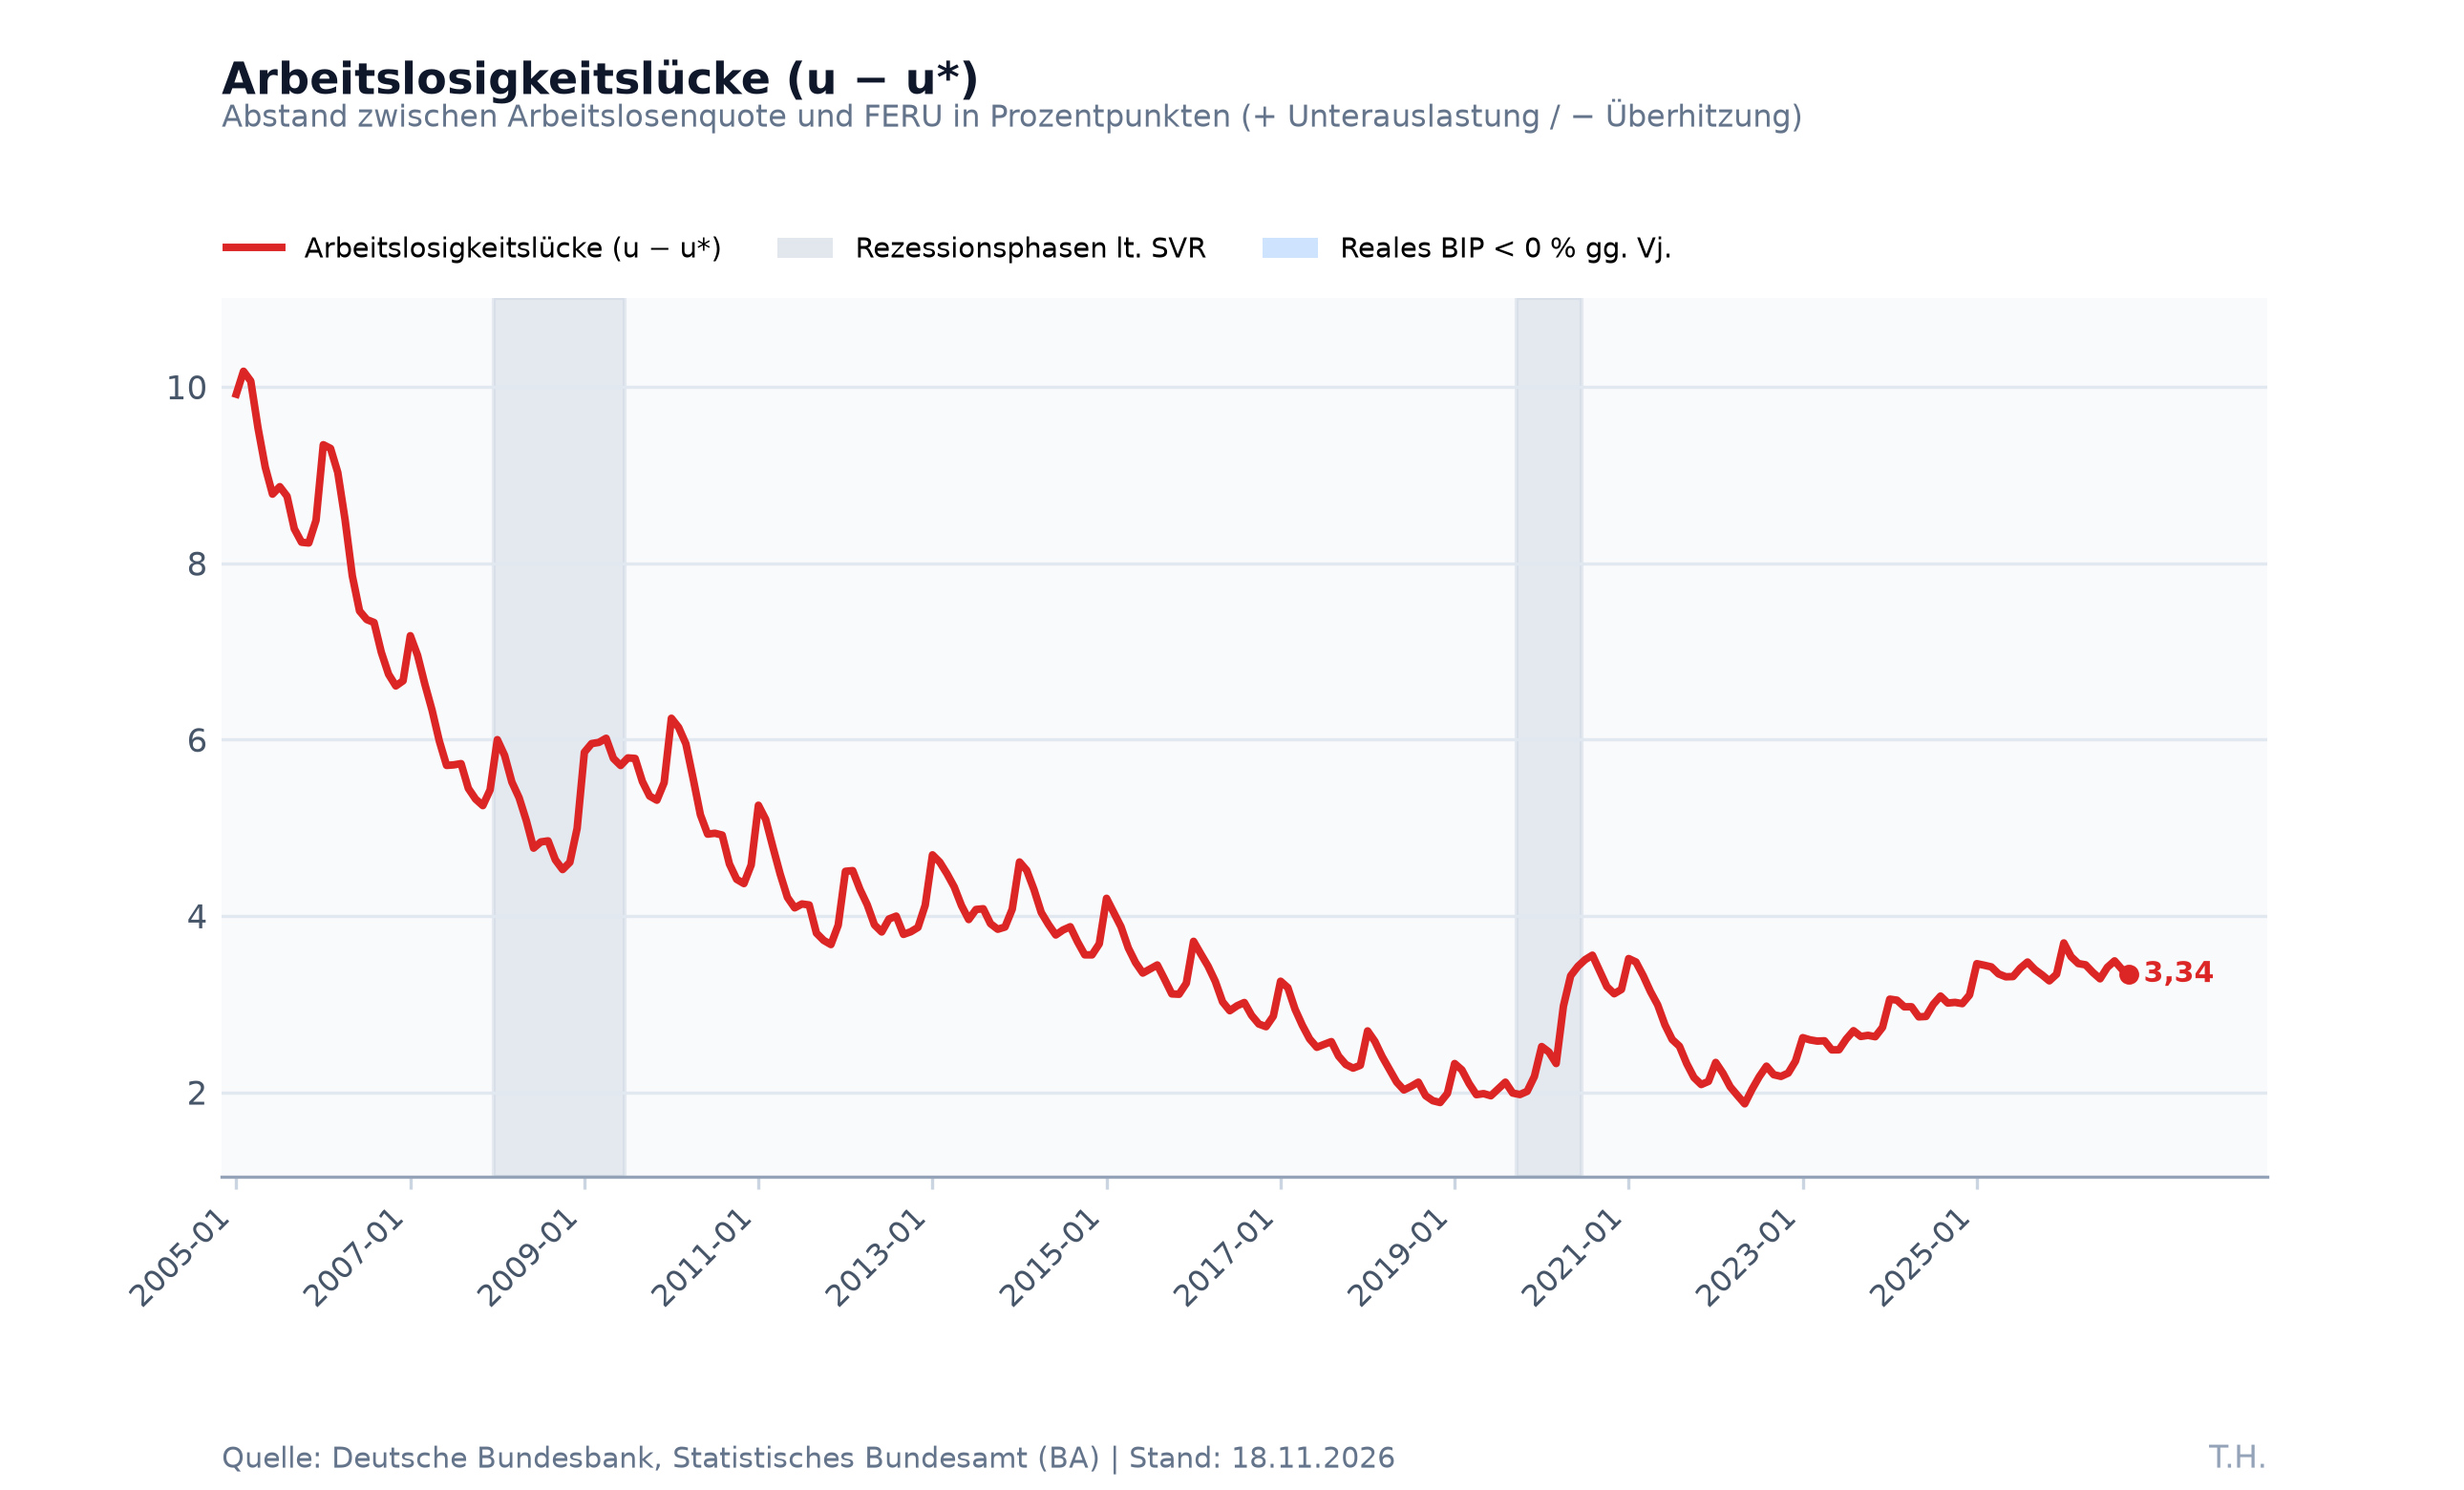 Arbeitslosigkeitslücke (u − u*)
Abstand zwischen Arbeitslosenquote und FERU in Prozentpunkten (+ Unterauslastung / − Überhitzung)
Arbeitslosigkeitslücke (u − u*)
Rezessionsphasen lt. SVR
Reales BIP < 0 % gg. Vj.
10
8
6
4
2
3,34
2005-01
2007-01
2009-01
2011-01
2013-01
2015-01
2017-01
2019-01
2021-01
2023-01
2025-01
Quelle: Deutsche Bundesbank, Statistisches Bundesamt (BA) | Stand: 18.11.2026
T.H.